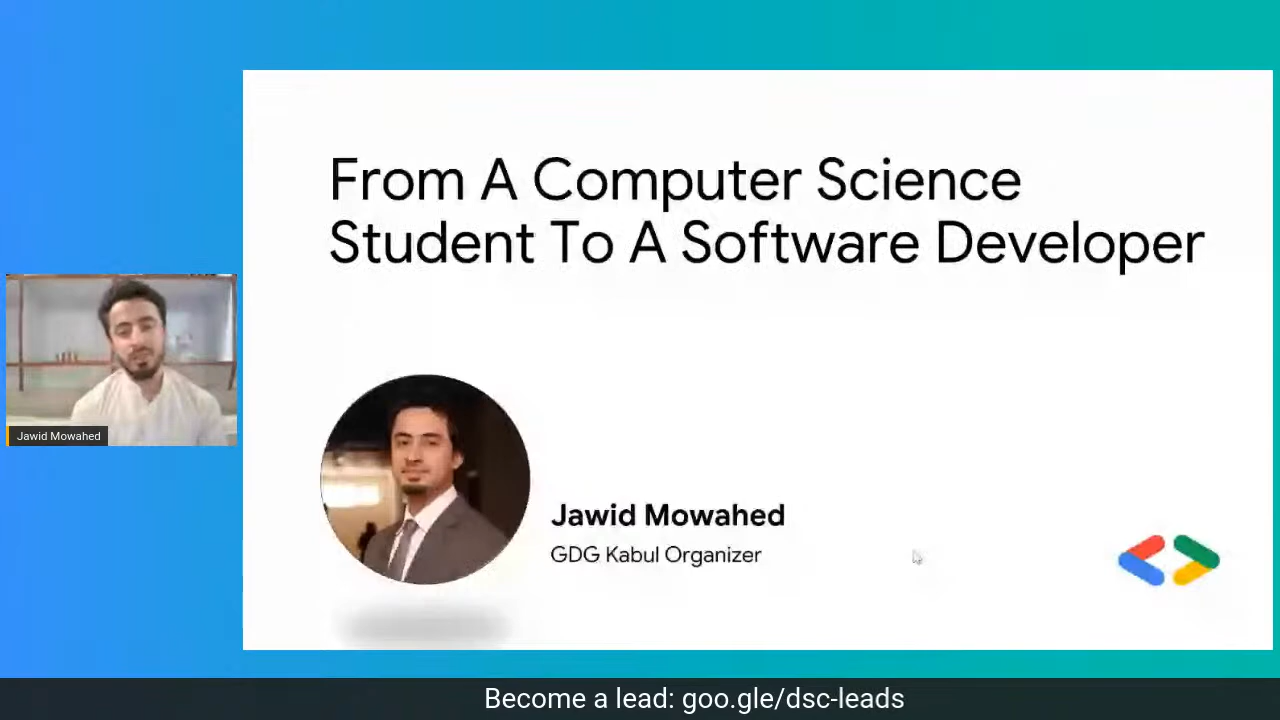 From A Computer Science
Student To A Software Developer
Jawid Mowahed
Jawid Mowahed
GDG Kabul Organizer
Become a lead: goo.gle/dsc-leads